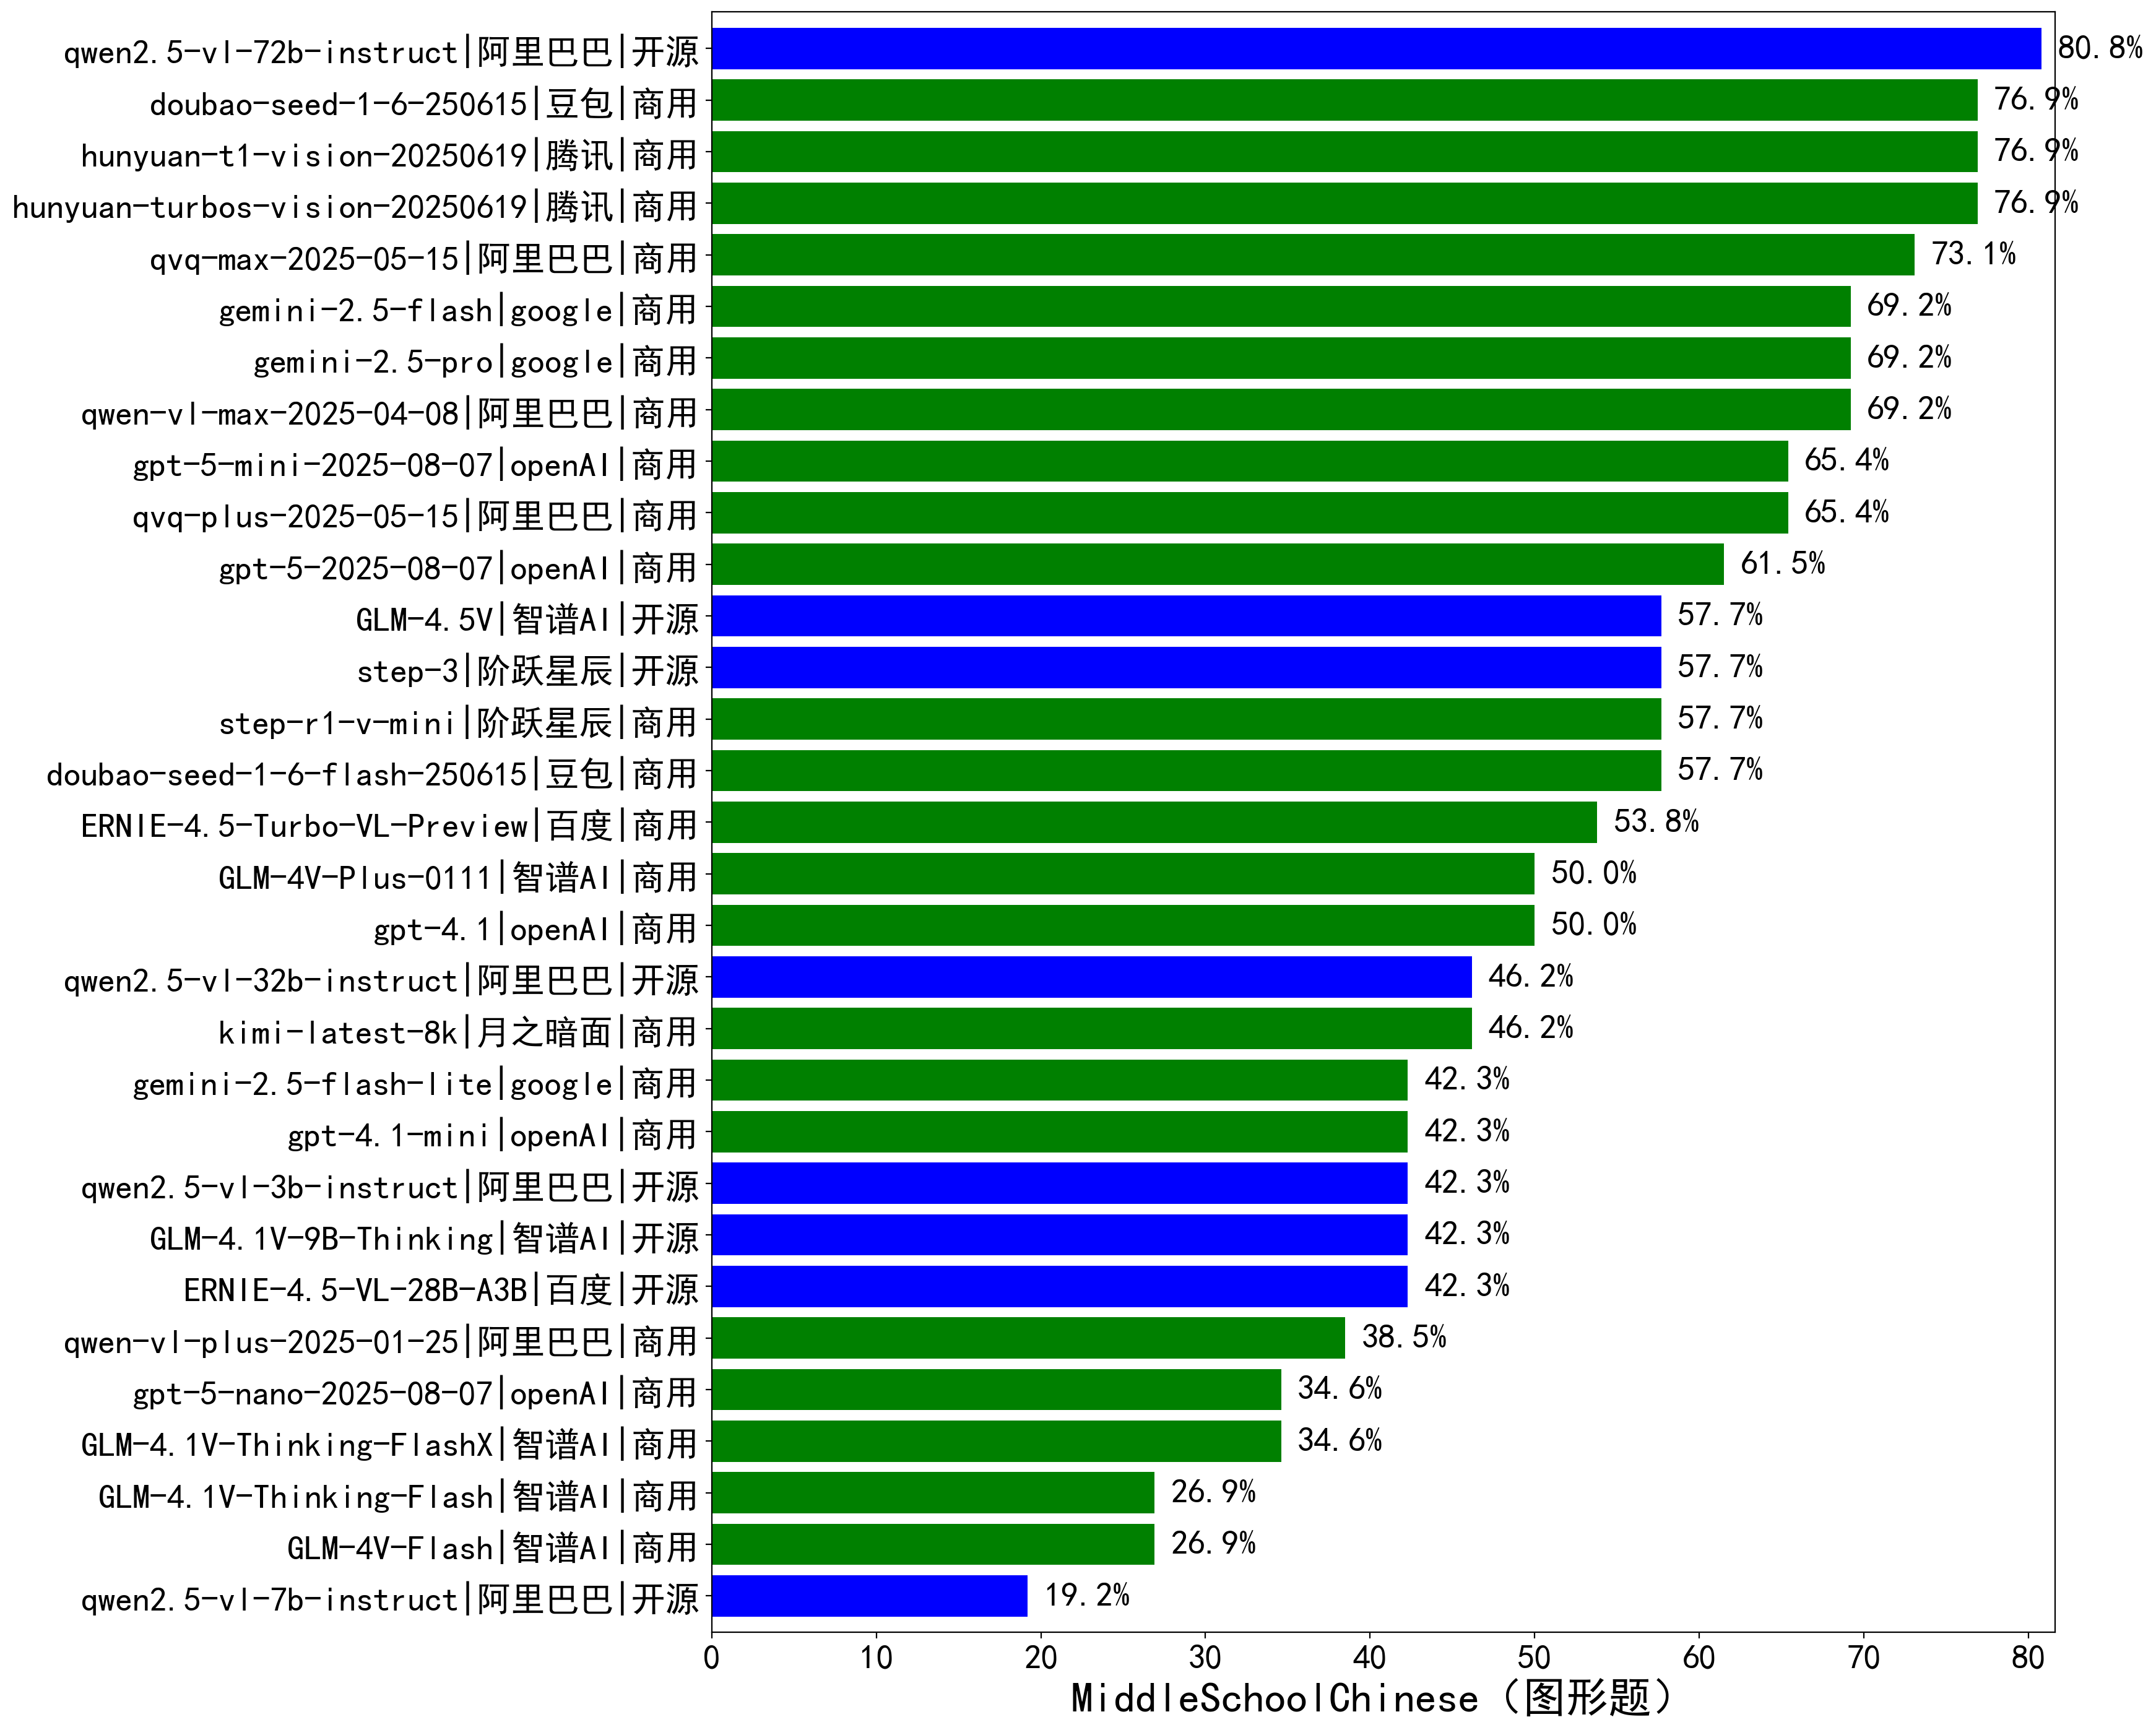 qwen2.5-vl-72b-instruct|阿里巴巴|开源 80.8%
doubao-seed-1-6-250615|豆包|商用 76.9%
hunyuan-t1-vision-20250619|腾讯|商用 76.9%
hunyuan-turbos-vision-20250619|腾讯|商用 76.9%
qvq-max-2025-05-15|阿里巴巴|商用 73.1%
gemini-2.5-flash|google|商用 69.2%
gemini-2.5-pro|google|商用 69.2%
qwen-vl-max-2025-04-08|阿里巴巴|商用 69.2%
gpt-5-mini-2025-08-07|openAI|商用 65.4%
qvq-plus-2025-05-15|阿里巴巴|商用 65.4%
gpt-5-2025-08-07|openAI|商用 61.5%
GLM-4.5V|智谱AI|开源 57.7%
step-3|阶跃星辰|开源 57.7%
step-r1-v-mini|阶跃星辰|商用 57.7%
doubao-seed-1-6-flash-250615|豆包|商用 57.7%
ERNIE-4.5-Turbo-VL-Preview|百度|商用 53.8%
GLM-4V-Plus-0111|智谱AI|商用 50.0%
gpt-4.1|openAI|商用 50.0%
qwen2.5-vl-32b-instruct|阿里巴巴|开源 46.2%
kimi-latest-8k|月之暗面|商用 46.2%
gemini-2.5-flash-lite|google|商用 42.3%
gpt-4.1-mini|openAI|商用 42.3%
qwen2.5-vl-3b-instruct|阿里巴巴|开源 42.3%
GLM-4.1V-9B-Thinking|智谱AI|开源 42.3%
ERNIE-4.5-VL-28B-A3B|百度|开源 42.3%
qwen-vl-plus-2025-01-25|阿里巴巴|商用 38.5%
gpt-5-nano-2025-08-07|openAI|商用 34.6%
GLM-4.1V-Thinking-FlashX|智谱AI|商用 34.6%
GLM-4.1V-Thinking-Flash|智谱AI|商用 26.9%
GLM-4V-Flash|智谱AI|商用 26.9%
qwen2.5-vl-7b-instruct|阿里巴巴|开源 19.2%
0 10 20 30 40 50 60 70 80
MiddleSchoolChinese（图形题）